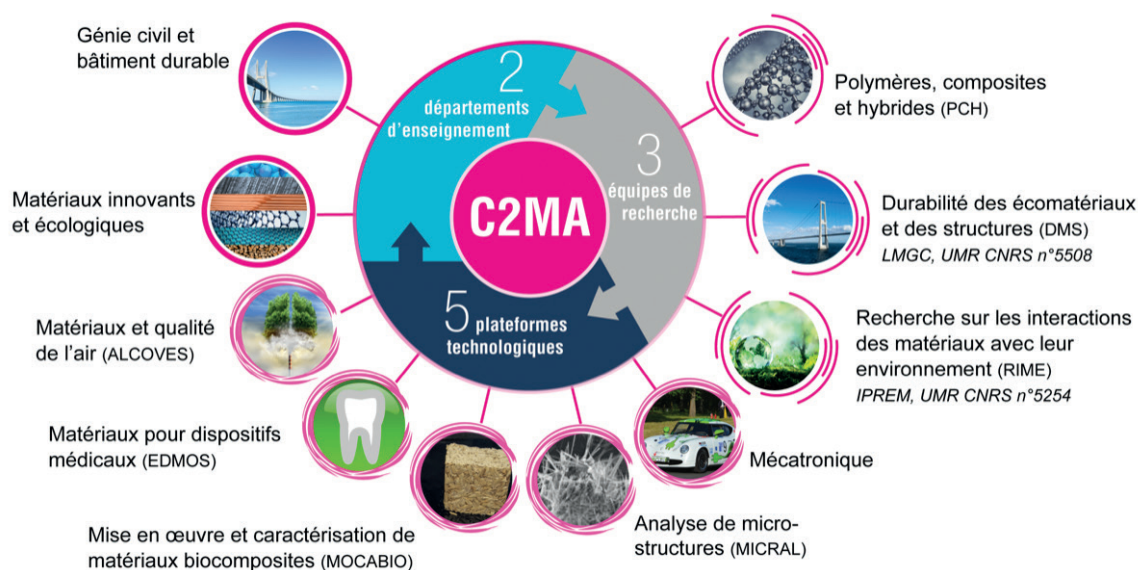 Génie civil et
bâtiment durable
Matériaux innovants
et écologiques
Matériaux et qualité
de l'air (ALCOVES)
Matériaux pour dispositifs
médicaux (EDMOS)
Mise en œuvre et caractérisation de
matériaux biocomposites (MOCABIO)
2
départements
d'enseignement
3
équipes de
recherche
C2MA
5 plateformes
technologiques
Polymères, composites
et hybrides (PCH)
Durabilité des écomatériaux
et des structures (DMS)
LMGC, UMR CNRS n°5508
Recherche sur les interactions
des matériaux avec leur
environnement (RIME)
IPREM, UMR CNRS n°5254
Mécatronique
Analyse de micro-
structures (MICRAL)